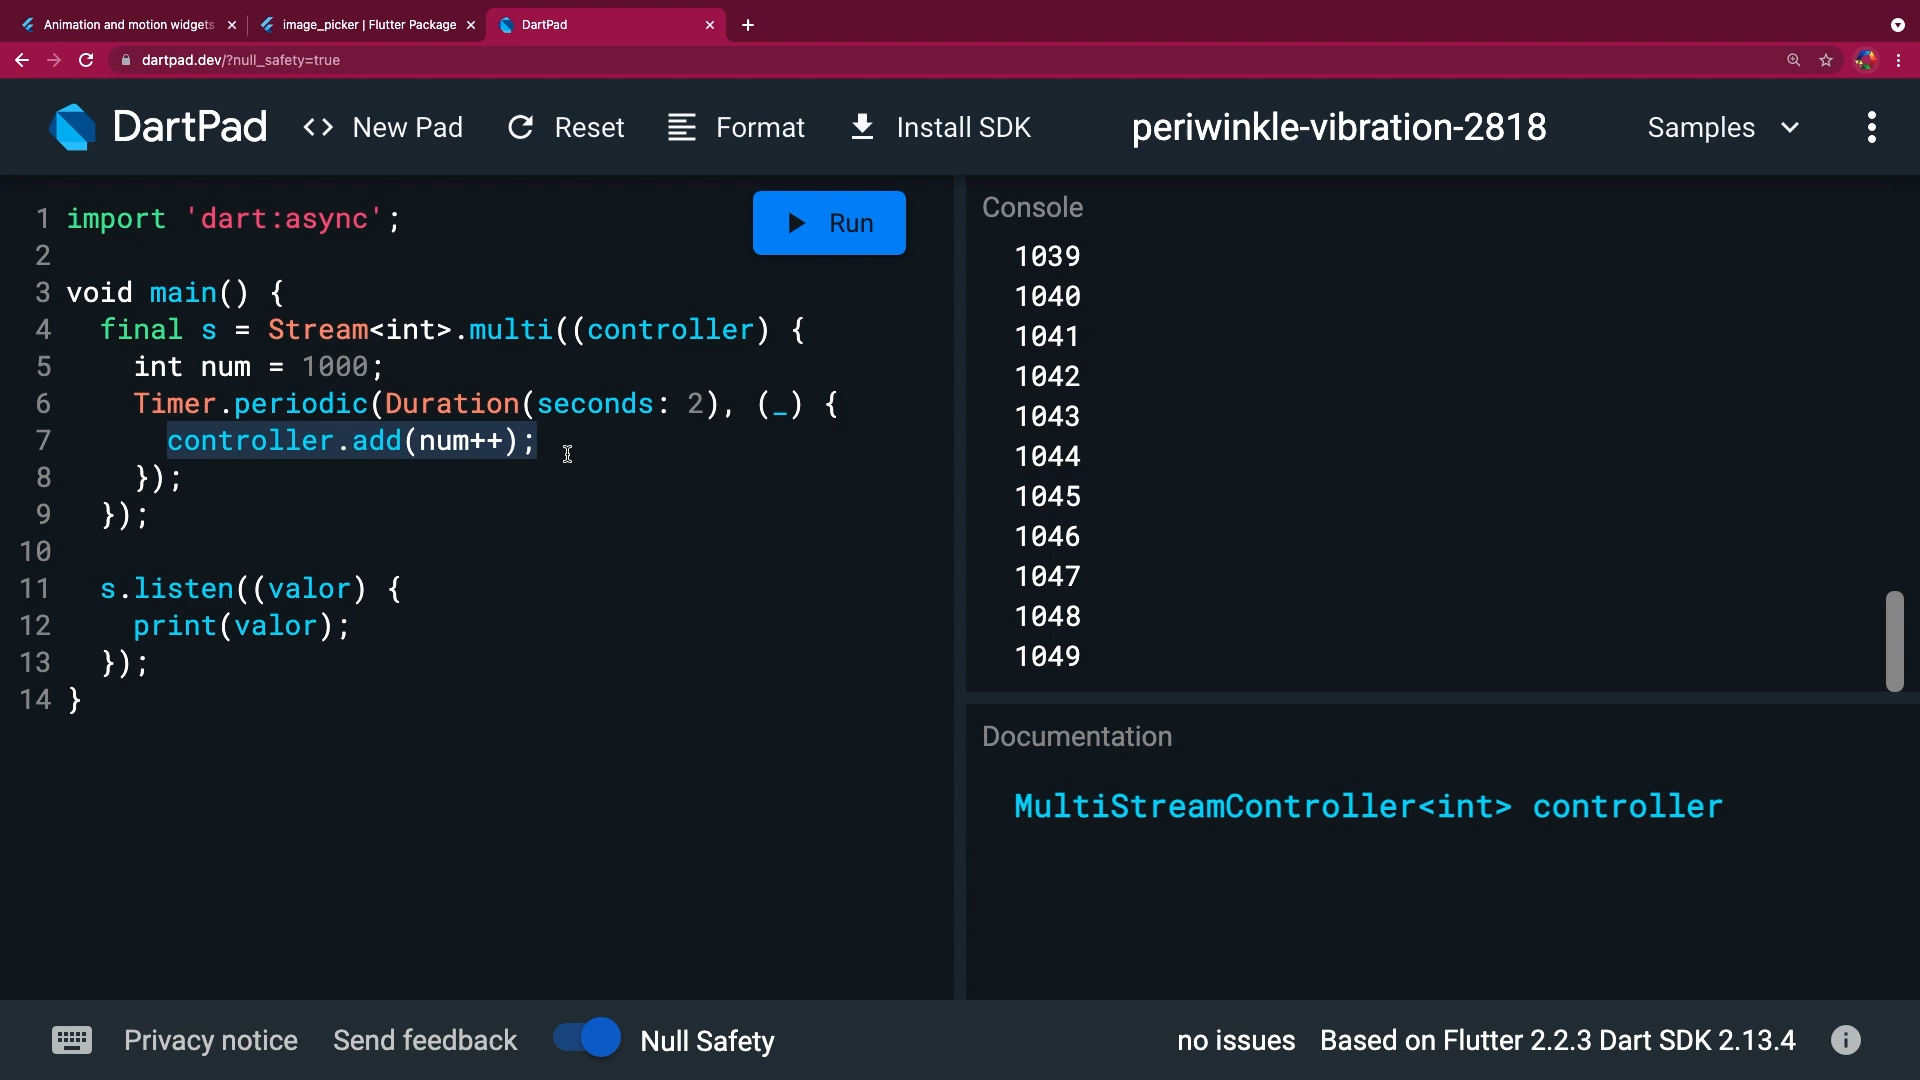 Animation and motion widgets
image_picker | Flutter Package
DartPad
dartpad.dev/?null_safety=true
DartPad
<> New Pad
Reset
Format
Install SDK
periwinkle-vibration-2818
Samples
Run
1 import 'dart:async';
2
3 void main() {
4 final s = Stream<int>.multi((controller) {
5 int num = 1000;
6 Timer.periodic(Duration(seconds: 2), (_) {
7 controller.add(num++);
8 });
9 });
10
11 s.listen((valor) {
12 print(valor);
13 });
14 }
Console
1039
1040
1041
1042
1043
1044
1045
1046
1047
1048
1049
Documentation
MultiStreamController<int> controller
Privacy notice
Send feedback
Null Safety
no issues
Based on Flutter 2.2.3 Dart SDK 2.13.4